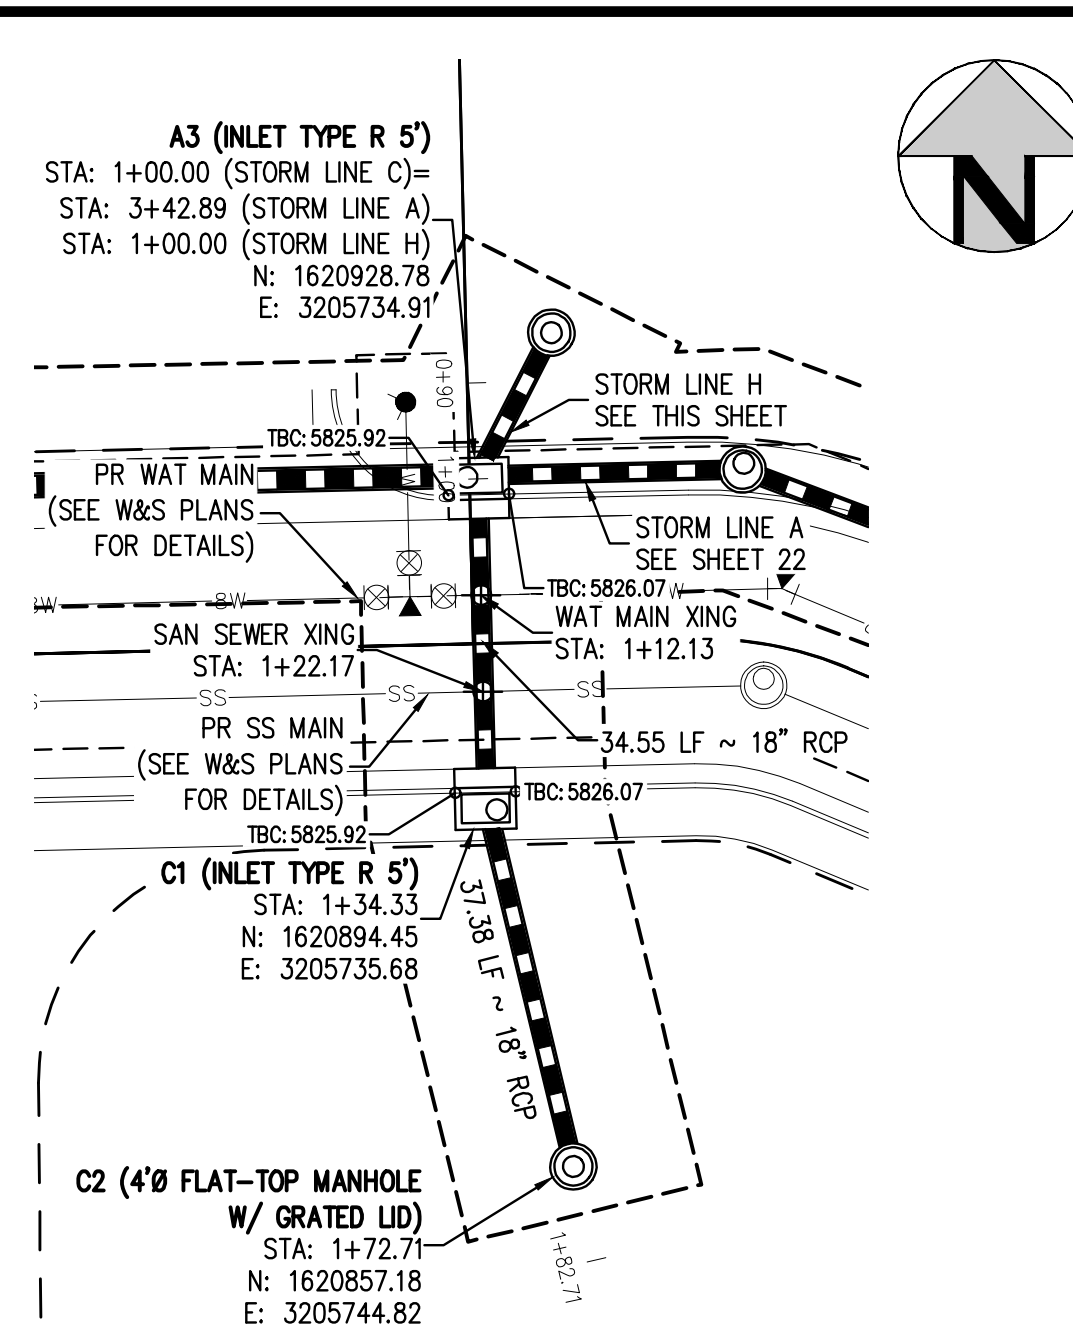 A3 (INLET TYPE R 5')
STA: 1+00.00 (STORM LINE C)=
STA: 3+42.89 (STORM LINE A)
STA: 1+00.00 (STORM LINE H)
N: 1620928.78
E: 3205734.91
N
0+90
STORM LINE H
SEE THIS SHEET
TBC: 5825.92
1+00
PR WAT MAIN
(SEE W&S PLANS
FOR DETAILS)
W
STORM LINE A
SEE SHEET 22
TBC: 5826.07
W
8W
8W
WAT MAIN XING
STA: 1+12.13
SAN SEWER XING
STA: 1+22.17
SS
SS
SS
PR SS MAIN
(SEE W&S PLANS
FOR DETAILS)
34.55 LF ~ 18" RCP
TBC: 5826.07
TBC: 5825.92
C1 (INLET TYPE R 5')
STA: 1+34.33
N: 1620894.45
E: 3205735.68
37.38 LF ~ 18" RCP
C2 (4'Ø FLAT-TOP MANHOLE
W/ GRATED LID)
STA: 1+72.71
N: 1620857.18
E: 3205744.82
1+82.71